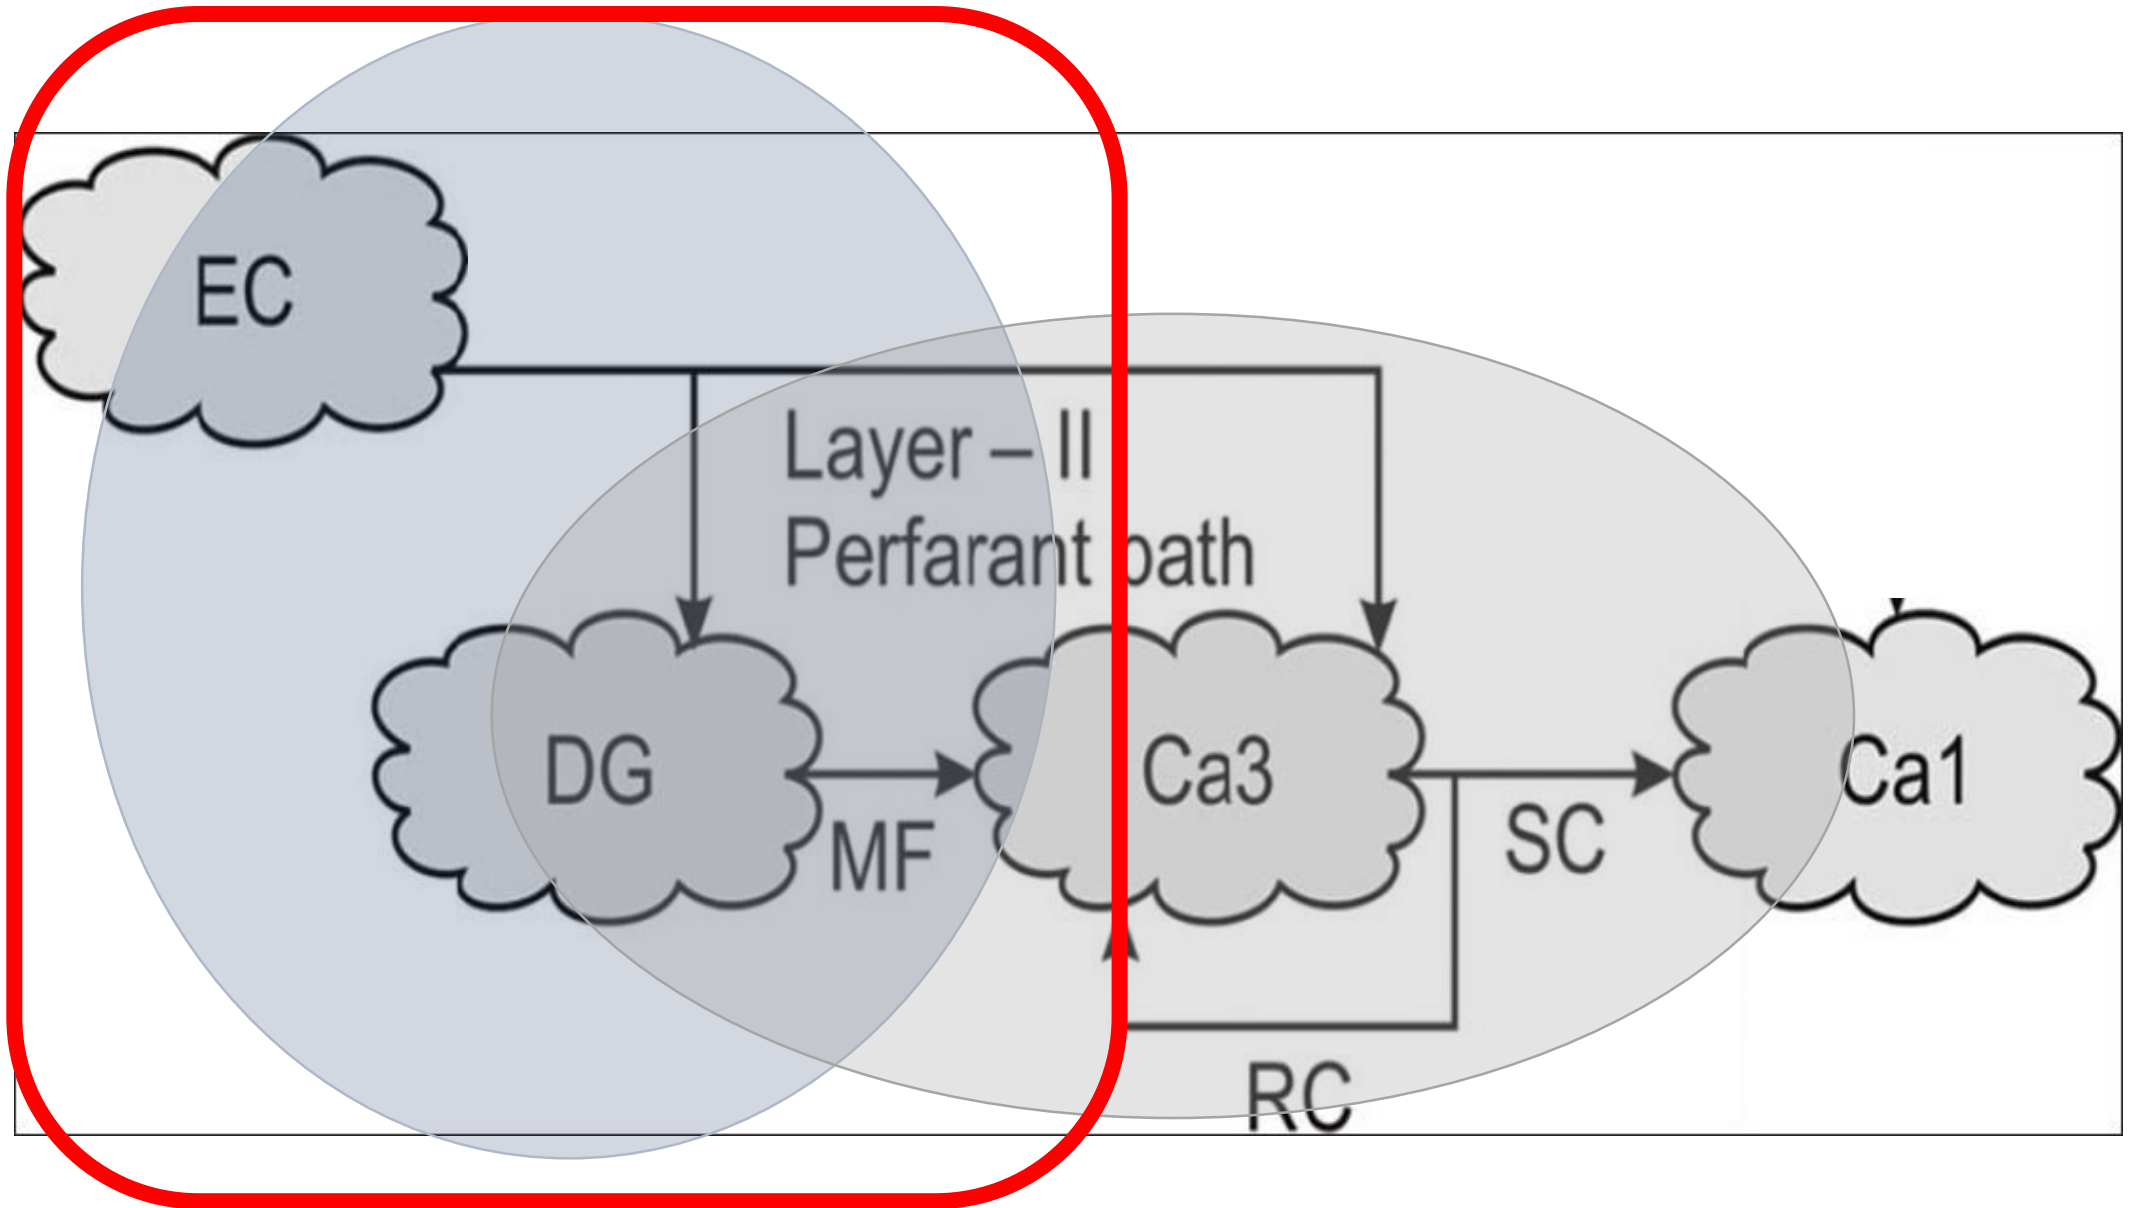 EC
Layer – II
Perfarant path
DG
Ca3
Ca1
MF
SC
RC